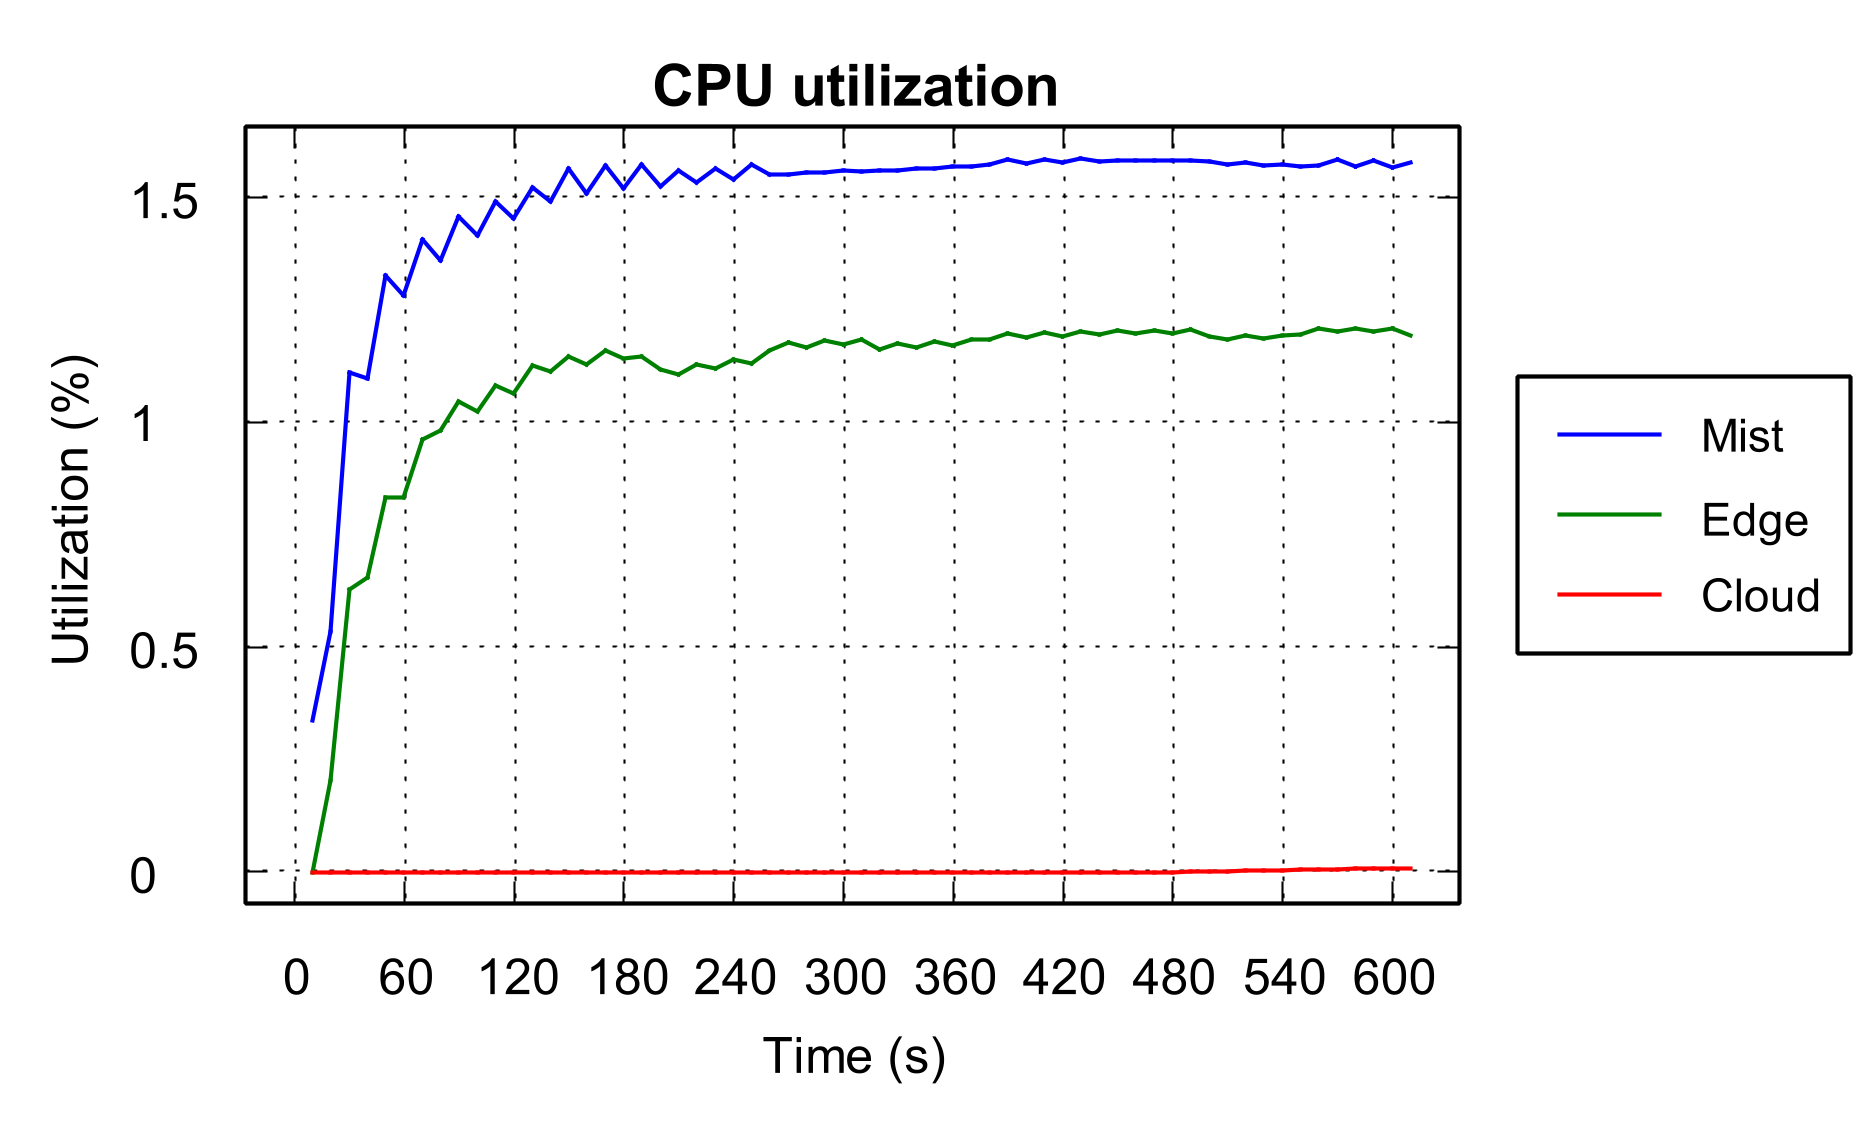 CPU utilization
Utilization (%)
1.5
1
0.5
0
0 60 120 180 240 300 360 420 480 540 600
Time (s)
Mist
Edge
Cloud